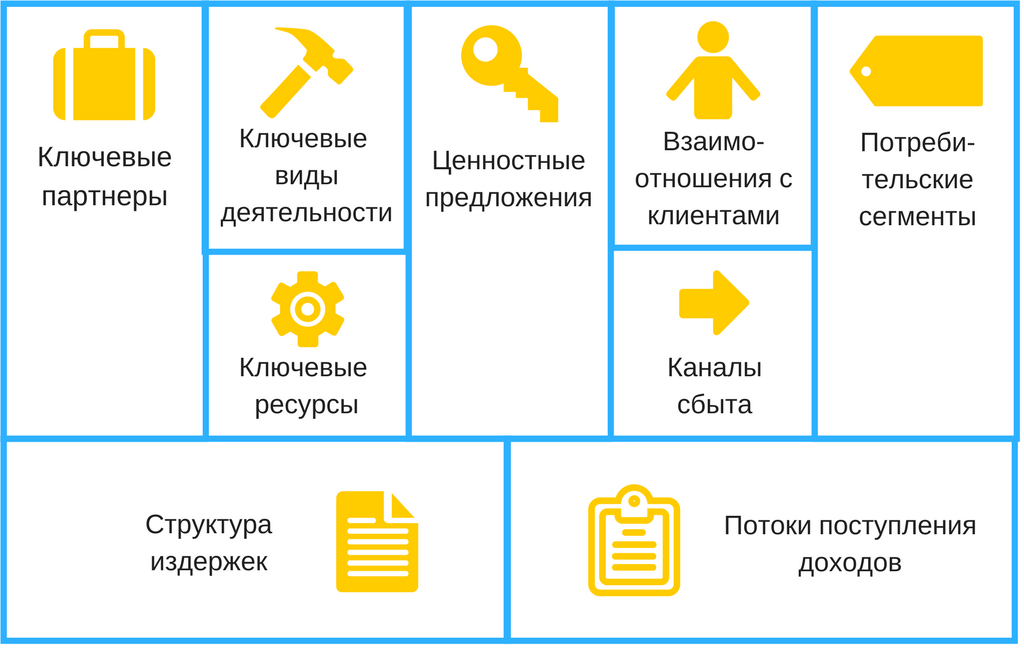 Ключевые
партнеры
Ключевые
виды
деятельности
Ключевые
ресурсы
Ценностные
предложения
Взаимо-
отношения с
клиентами
Каналы
сбыта
Потреби-
тельские
сегменты
Структура
издержек
Потоки поступления
доходов